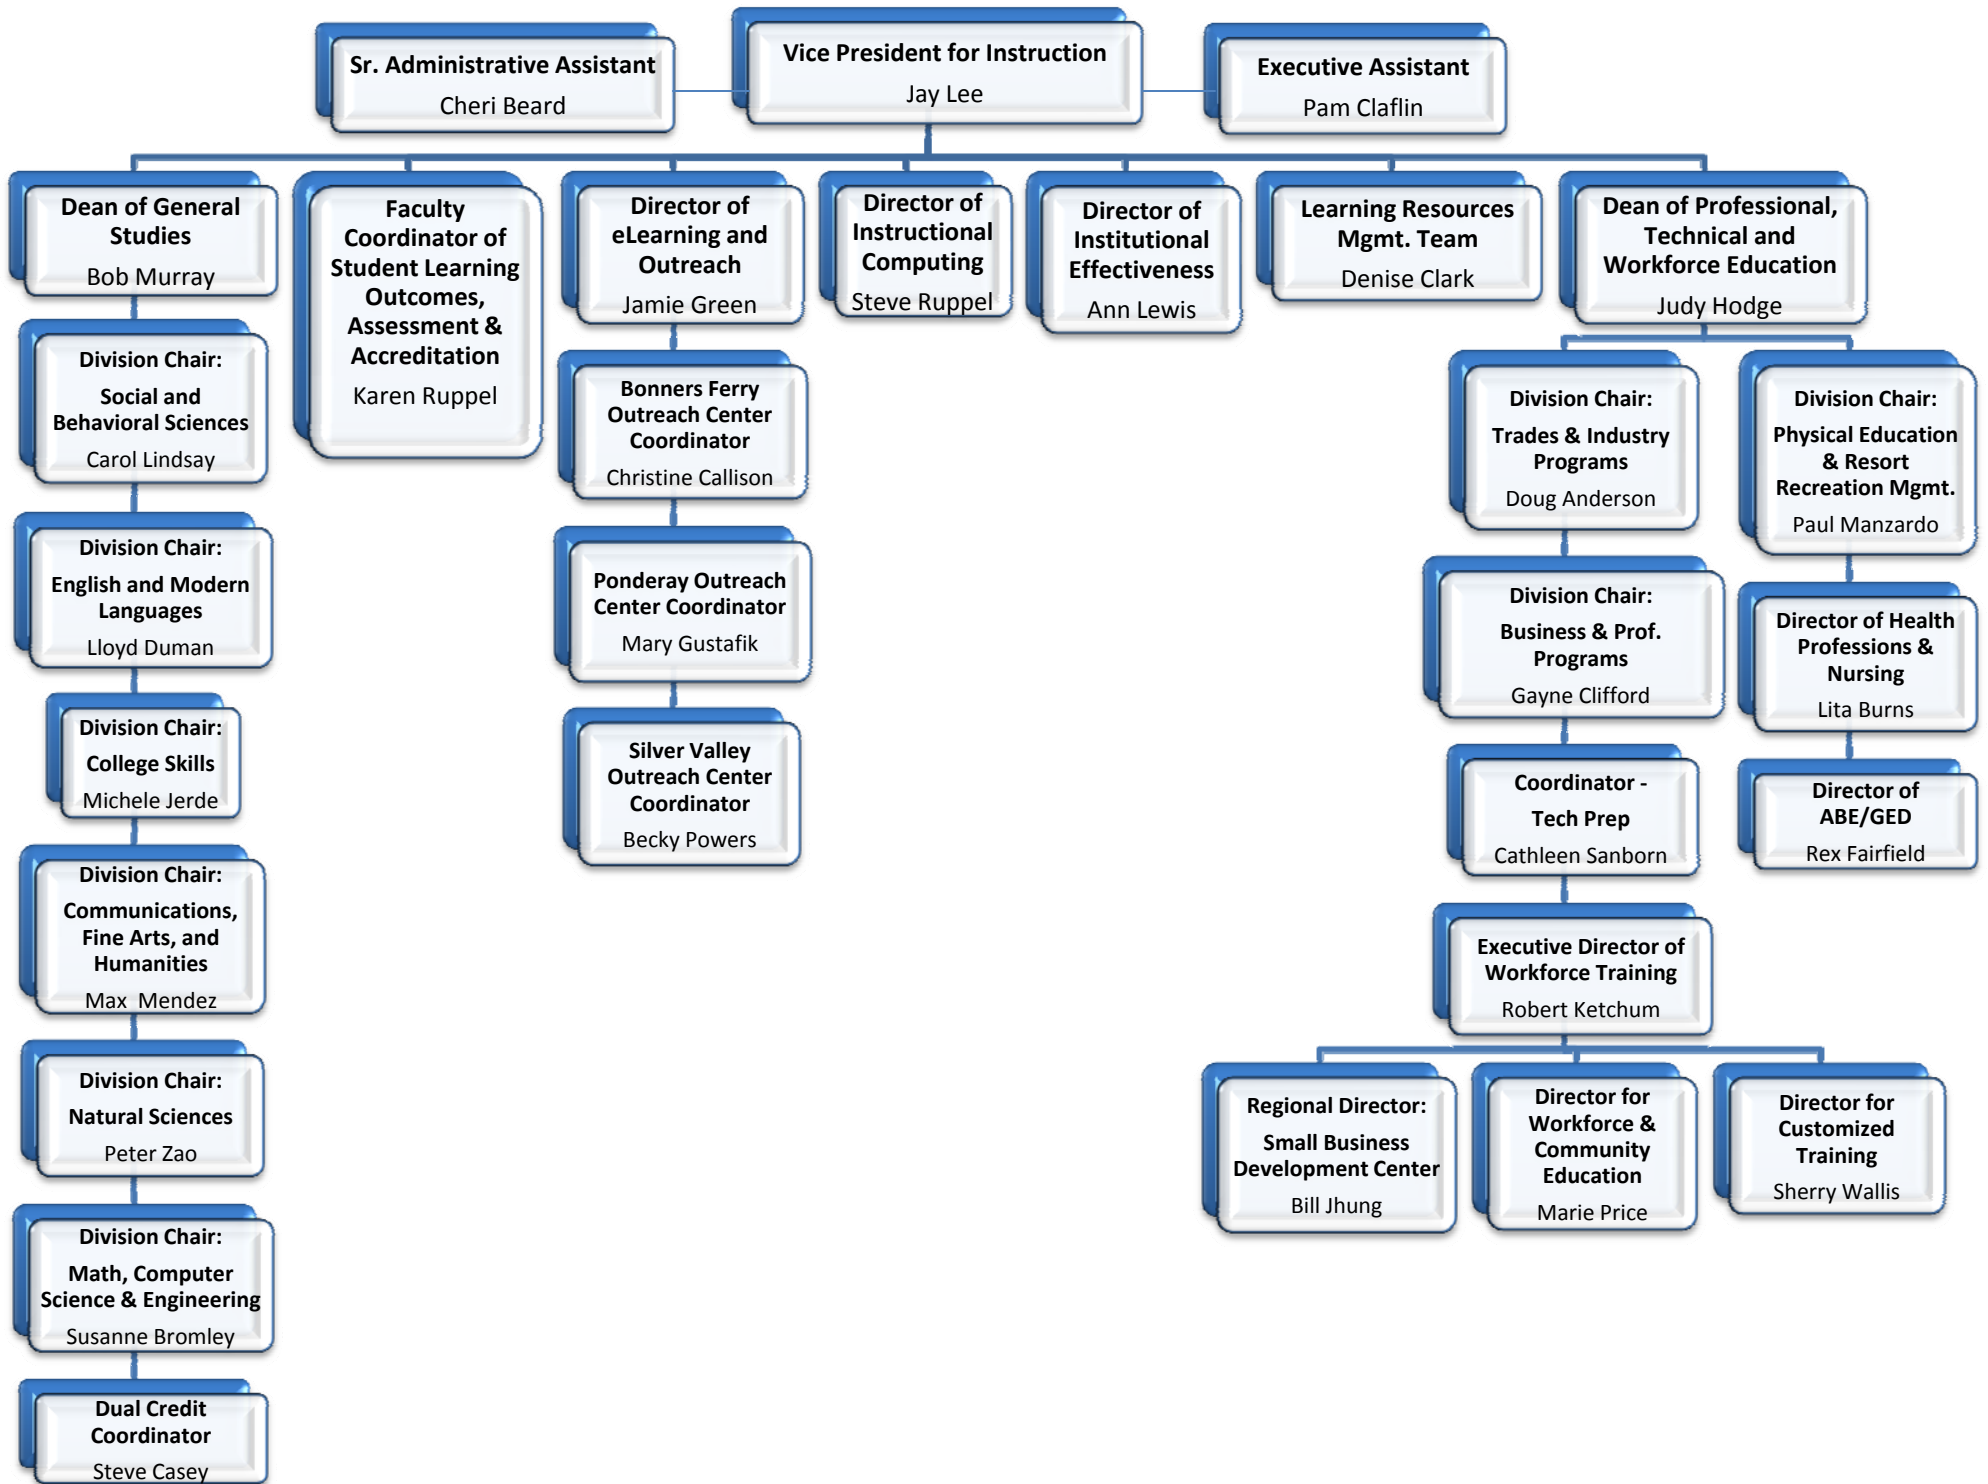 Sr. Administrative Assistant
Cheri Beard
Vice President for Instruction
Jay Lee
Executive Assistant
Pam Claflin
Dean of General
Studies
Bob Murray
Faculty
Coordinator of
Student Learning
Outcomes,
Assessment &
Accreditation
Karen Ruppel
Director of
eLearning and
Outreach
Jamie Green
Director of
Instructional
Computing
Steve Ruppel
Director of
Institutional
Effectiveness
Ann Lewis
Learning Resources
Mgmt. Team
Denise Clark
Dean of Professional,
Technical and
Workforce Education
Judy Hodge
Division Chair:
Social and
Behavioral Sciences
Carol Lindsay
Division Chair:
English and Modern
Languages
Lloyd Duman
Division Chair:
College Skills
Michele Jerde
Division Chair:
Communications,
Fine Arts, and
Humanities
Max Mendez
Division Chair:
Natural Sciences
Peter Zao
Division Chair:
Math, Computer
Science & Engineering
Susanne Bromley
Dual Credit
Coordinator
Steve Casey
Bonners Ferry
Outreach Center
Coordinator
Christine Callison
Ponderay Outreach
Center Coordinator
Mary Gustafik
Silver Valley
Outreach Center
Coordinator
Becky Powers
Division Chair:
Trades & Industry
Programs
Doug Anderson
Division Chair:
Business & Prof.
Programs
Gayne Clifford
Coordinator -
Tech Prep
Cathleen Sanborn
Executive Director of
Workforce Training
Robert Ketchum
Division Chair:
Physical Education
& Resort
Recreation Mgmt.
Paul Manzardo
Director of Health
Professions &
Nursing
Lita Burns
Director of
ABE/GED
Rex Fairfield
Regional Director:
Small Business
Development Center
Bill Jhung
Director for
Workforce &
Community
Education
Marie Price
Director for
Customized
Training
Sherry Wallis